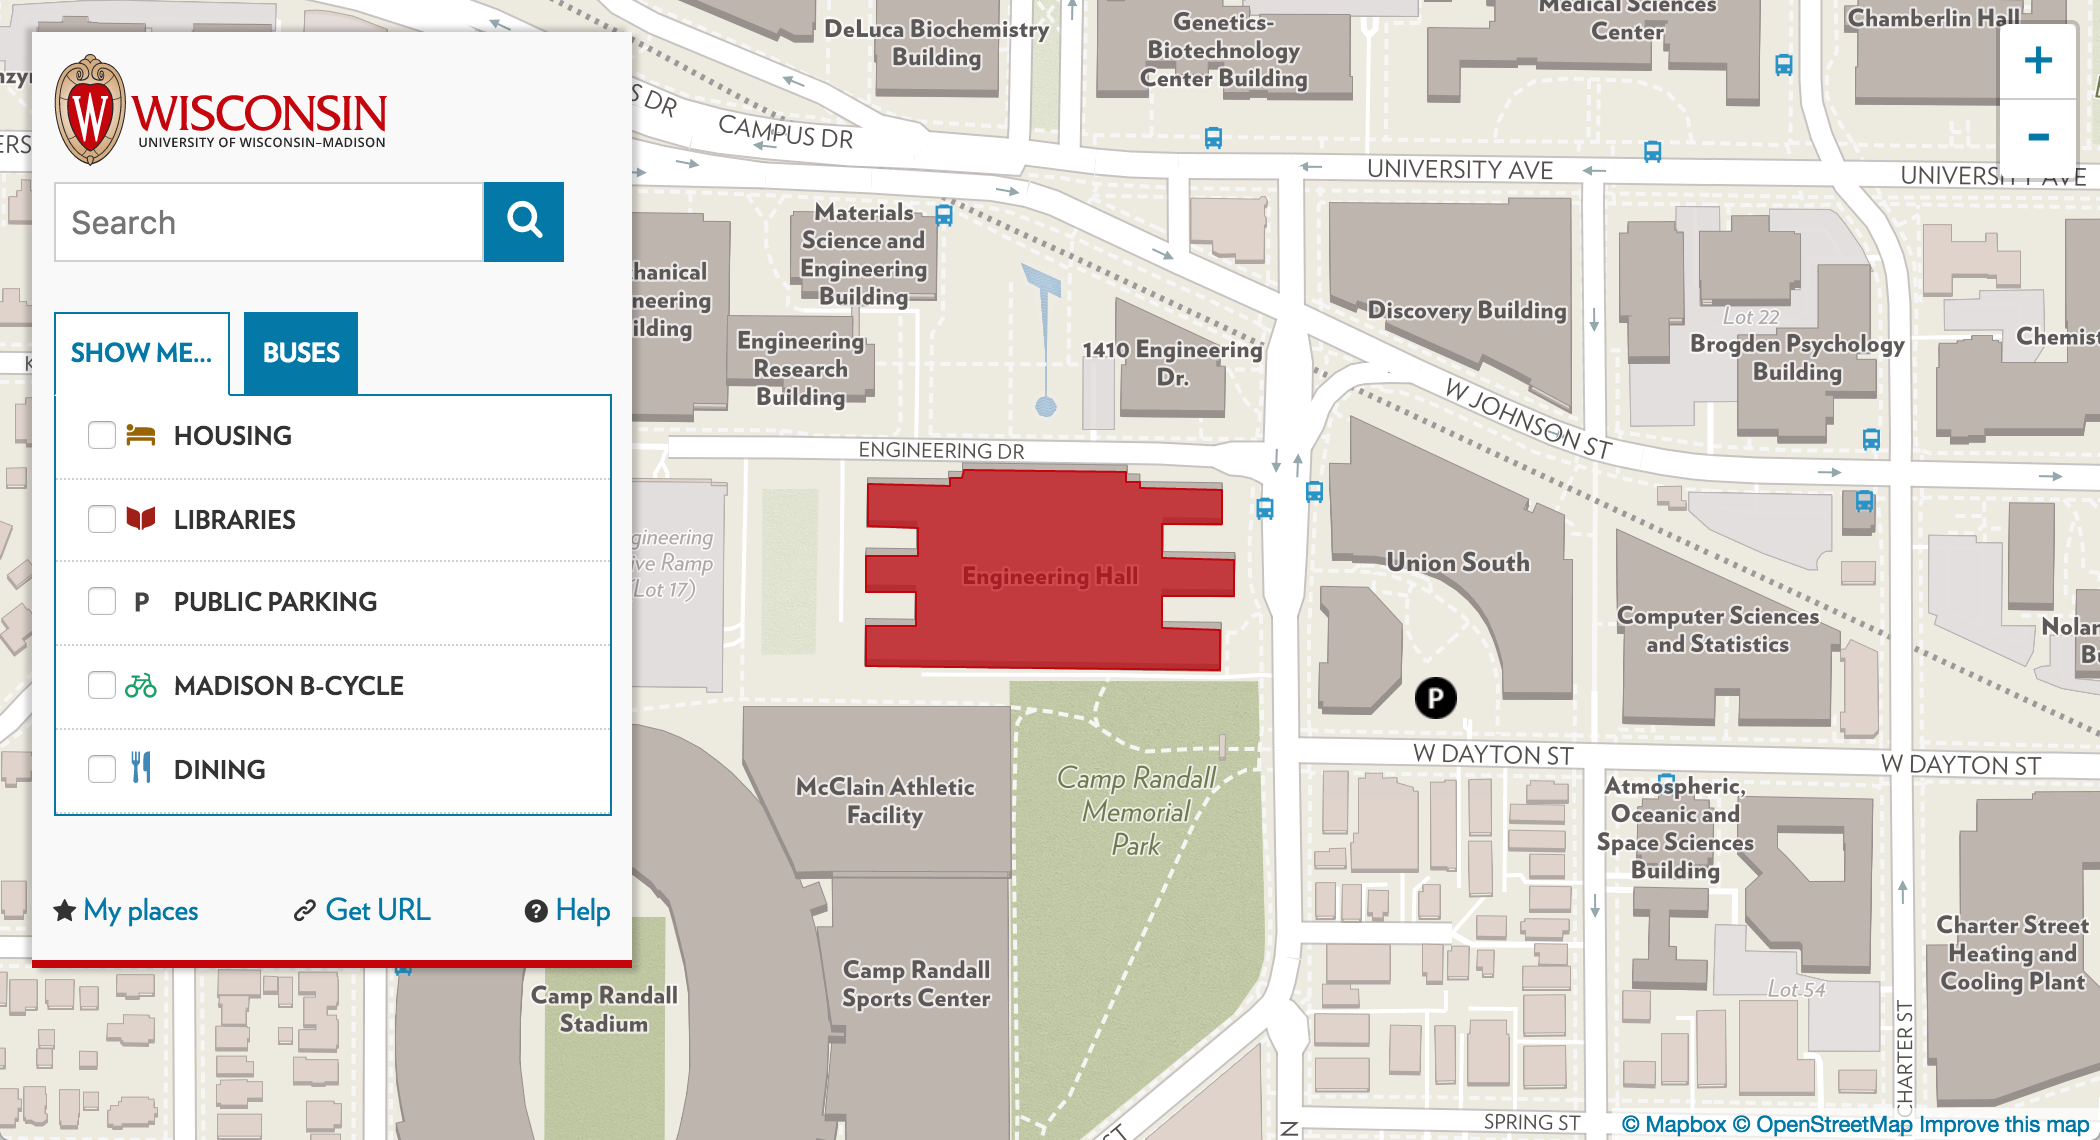 WISCONSIN
UNIVERSITY OF WISCONSIN–MADISON
Search
SHOW ME...
BUSES
HOUSING
LIBRARIES
P PUBLIC PARKING
MADISON B-CYCLE
DINING
My places
Get URL
? Help
DeLuca Biochemistry
Building
Genetics-
Biotechnology
Center Building
Medical Sciences
Center
Chamberlin Hall
+
-
S DR
CAMPUS DR
UNIVERSITY AVE
UNIVERSITY AVE
Materials
Science and
Engineering
Building
hanical
neering
ilding
Engineering
Research
Building
1410 Engineering
Dr.
Discovery Building
Lot 22
Brogden Psychology
Building
Chemist
W JOHNSON ST
ENGINEERING DR
gineering
ive Ramp
(Lot 17)
Engineering Hall
Union South
Computer Sciences
and Statistics
Nolan
P
W DAYTON ST
W DAYTON ST
McClain Athletic
Facility
Camp Randall
Memorial
Park
Atmospheric,
Oceanic and
Space Sciences
Building
Charter Street
Heating and
Cooling Plant
Camp Randall
Sports Center
Camp Randall
Stadium
Lot 54
CHARTER ST
SPRING ST
ST
N
© Mapbox © OpenStreetMap Improve this map